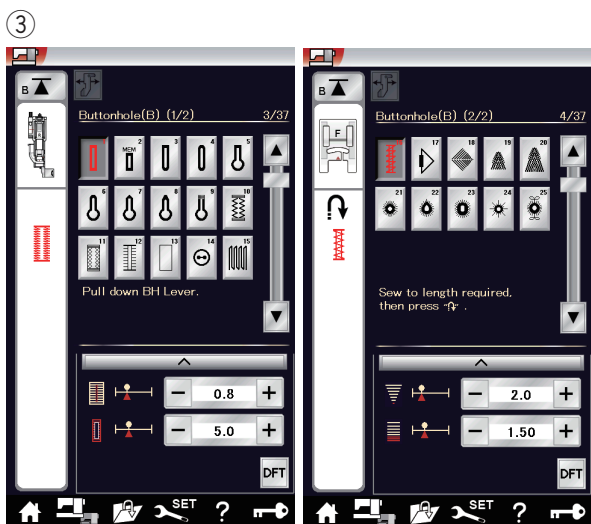 ③
B
Buttonhole(B) (1/2) 3/37
1 MEM 2 3 4 5
6 7 8 9 10
11 12 13 14 15
Pull down BH Lever.
− 0.8 +
− 5.0 +
DFT
SET ?
B
F
Buttonhole(B) (2/2) 4/37
17 18 19 20
21 22 23 24 25
Sew to length required,
then press " ".
− 2.0 +
− 1.50 +
DFT
SET ?